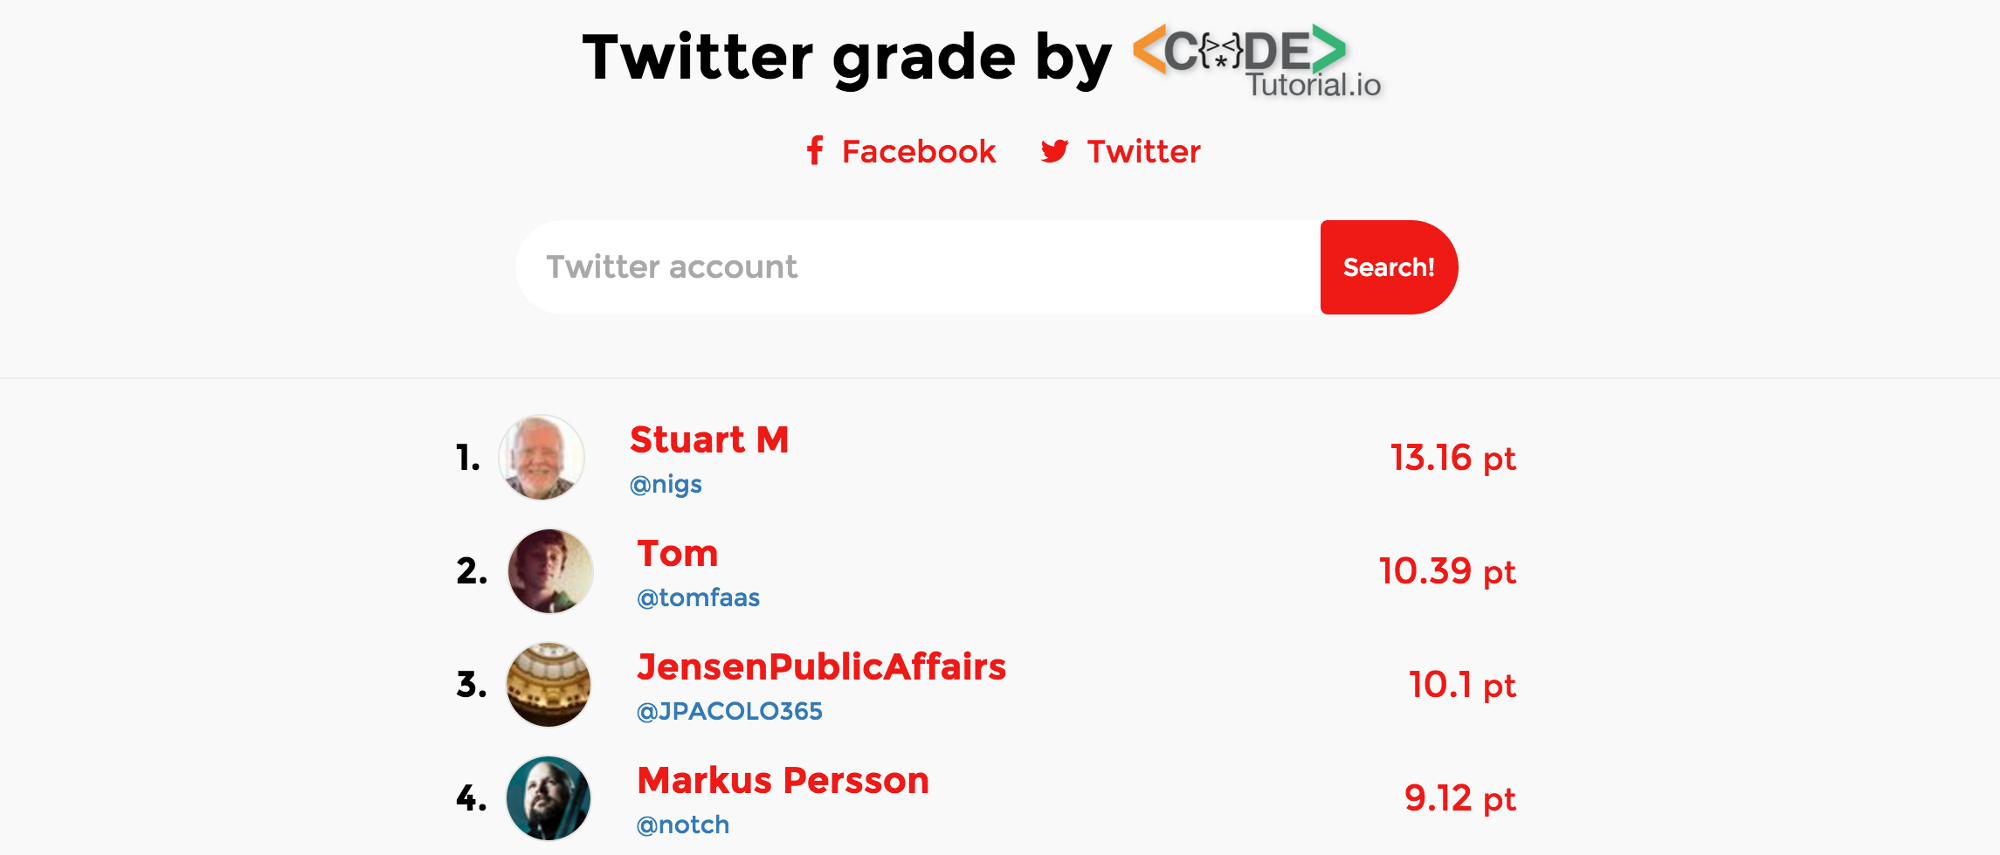 Twitter grade by <C{><*}DE>
Tutorial.io
Facebook Twitter
Twitter account Search!
1. Stuart M 13.16 pt
@nigs
2. Tom 10.39 pt
@tomfaas
3. JensenPublicAffairs 10.1 pt
@JPACOLO365
4. Markus Persson 9.12 pt
@notch